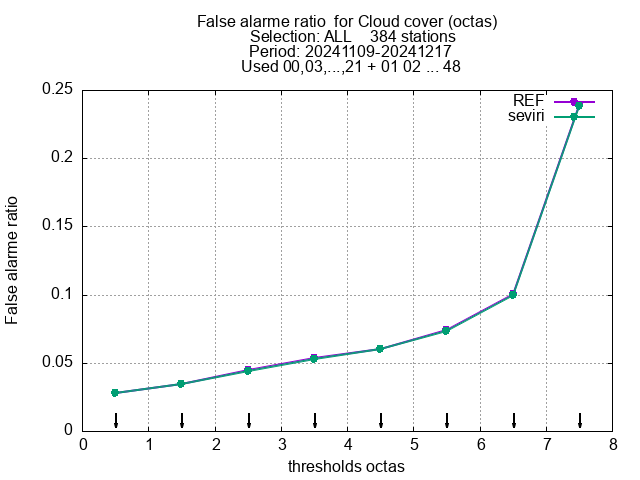 False alarme ratio  for Cloud cover (octas)
Selection: ALL    384 stations
Period: 20241109-20241217
Used 00,03,...,21 + 01 02 ... 48
REF
seviri
0.25
0.2
0.15
0.1
0.05
0
False alarme ratio
0 1 2 3 4 5 6 7 8
thresholds octas